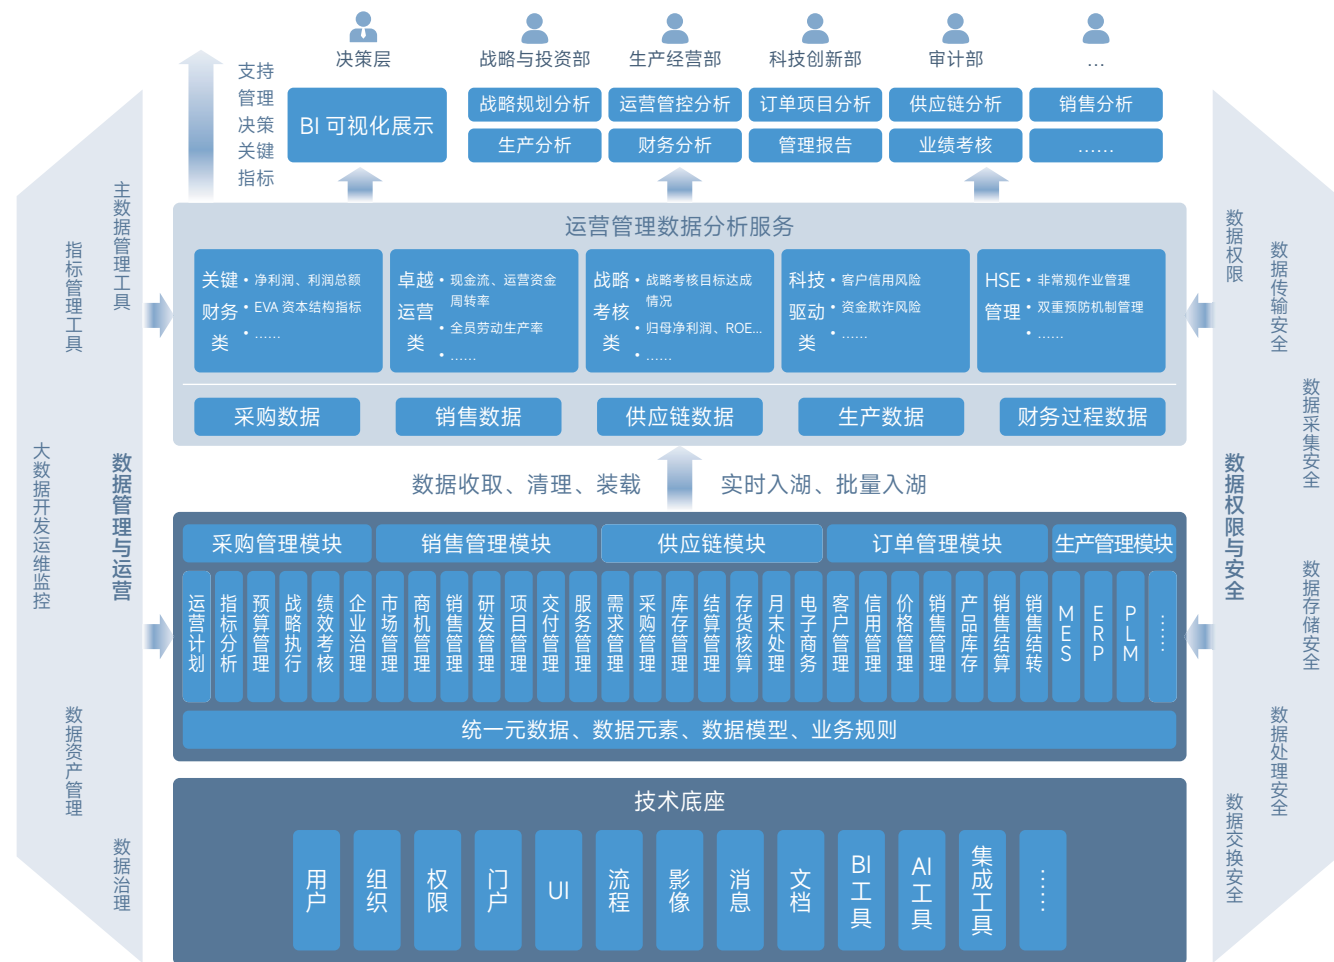 决策层
战略与投资部
生产经营部
科技创新部
审计部
...
支持
管理
决策
关键
指标
BI 可视化展示
战略规划分析
运营管控分析
订单项目分析
供应链分析
销售分析
生产分析
财务分析
管理报告
业绩考核
......
运营管理数据分析服务
关键
财务
类
• 净利润、利润总额
• EVA 资本结构指标
• ......
卓越
运营
类
• 现金流、运营资金
周转率
• 全员劳动生产率
• ......
战略
考核
类
• 战略考核目标达成
情况
• 归母净利润、ROE...
• ......
科技
驱动
类
• 客户信用风险
• 资金欺诈风险
• ......
HSE
管理
• 非常规作业管理
• 双重预防机制管理
• ......
采购数据
销售数据
供应链数据
生产数据
财务过程数据
数据收取、清理、装载
实时入湖、批量入湖
采购管理模块
销售管理模块
供应链模块
订单管理模块
生产管理模块
运营计划
指标分析
预算管理
战略执行
绩效考核
企业治理
市场管理
商机管理
销售管理
研发管理
项目管理
交付管理
服务管理
需求管理
采购管理
库存管理
结算管理
存货核算
月末处理
电子商务
客户管理
信用管理
价格管理
销售管理
产品库存
销售结算
销售结转
MES
ERP
PLM
......
统一元数据、数据元素、数据模型、业务规则
技术底座
用户
组织
权限
门户
UI
流程
影像
消息
文档
BI工具
AI工具
集成工具
......
主数据管理工具
指标管理工具
大数据开发运维监控
数据管理与运营
数据资产管理
数据治理
数据权限
数据传输安全
数据采集安全
数据权限与安全
数据存储安全
数据处理安全
数据交换安全